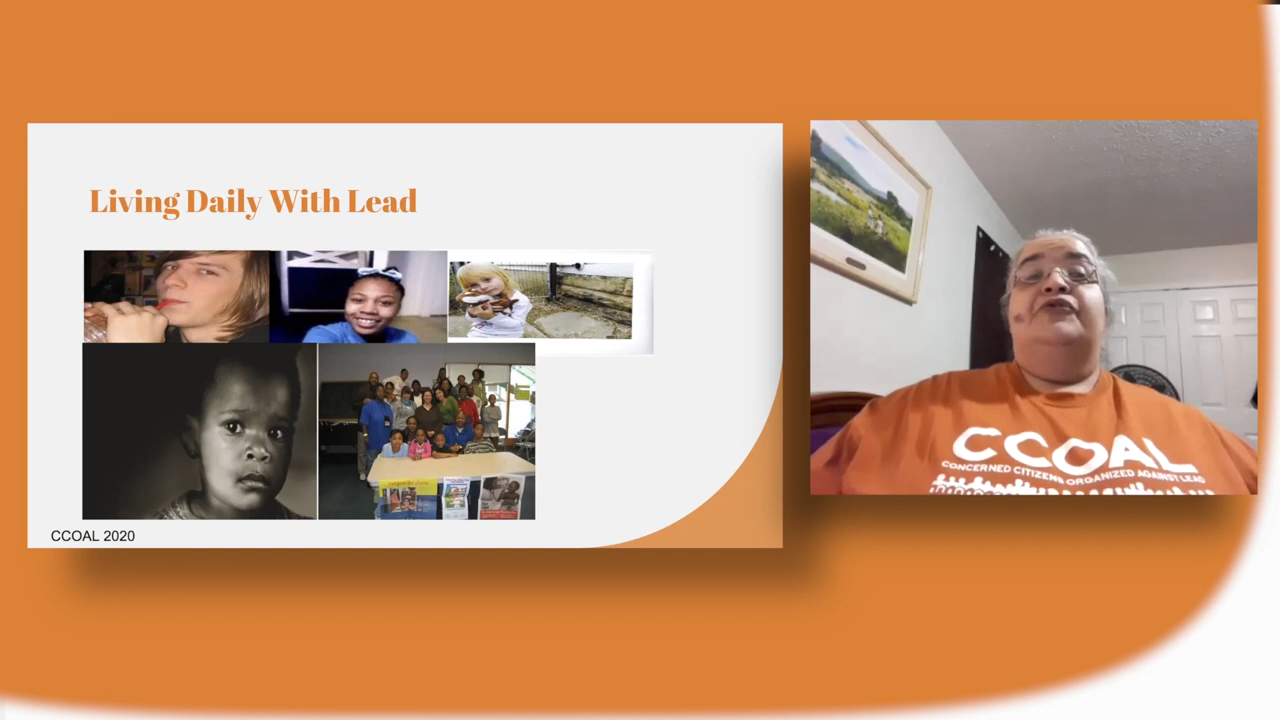 Living Daily With Lead
CCOAL 2020
CCOAL
CONCERNED CITIZENS ORGANIZED AGAINST LEAD